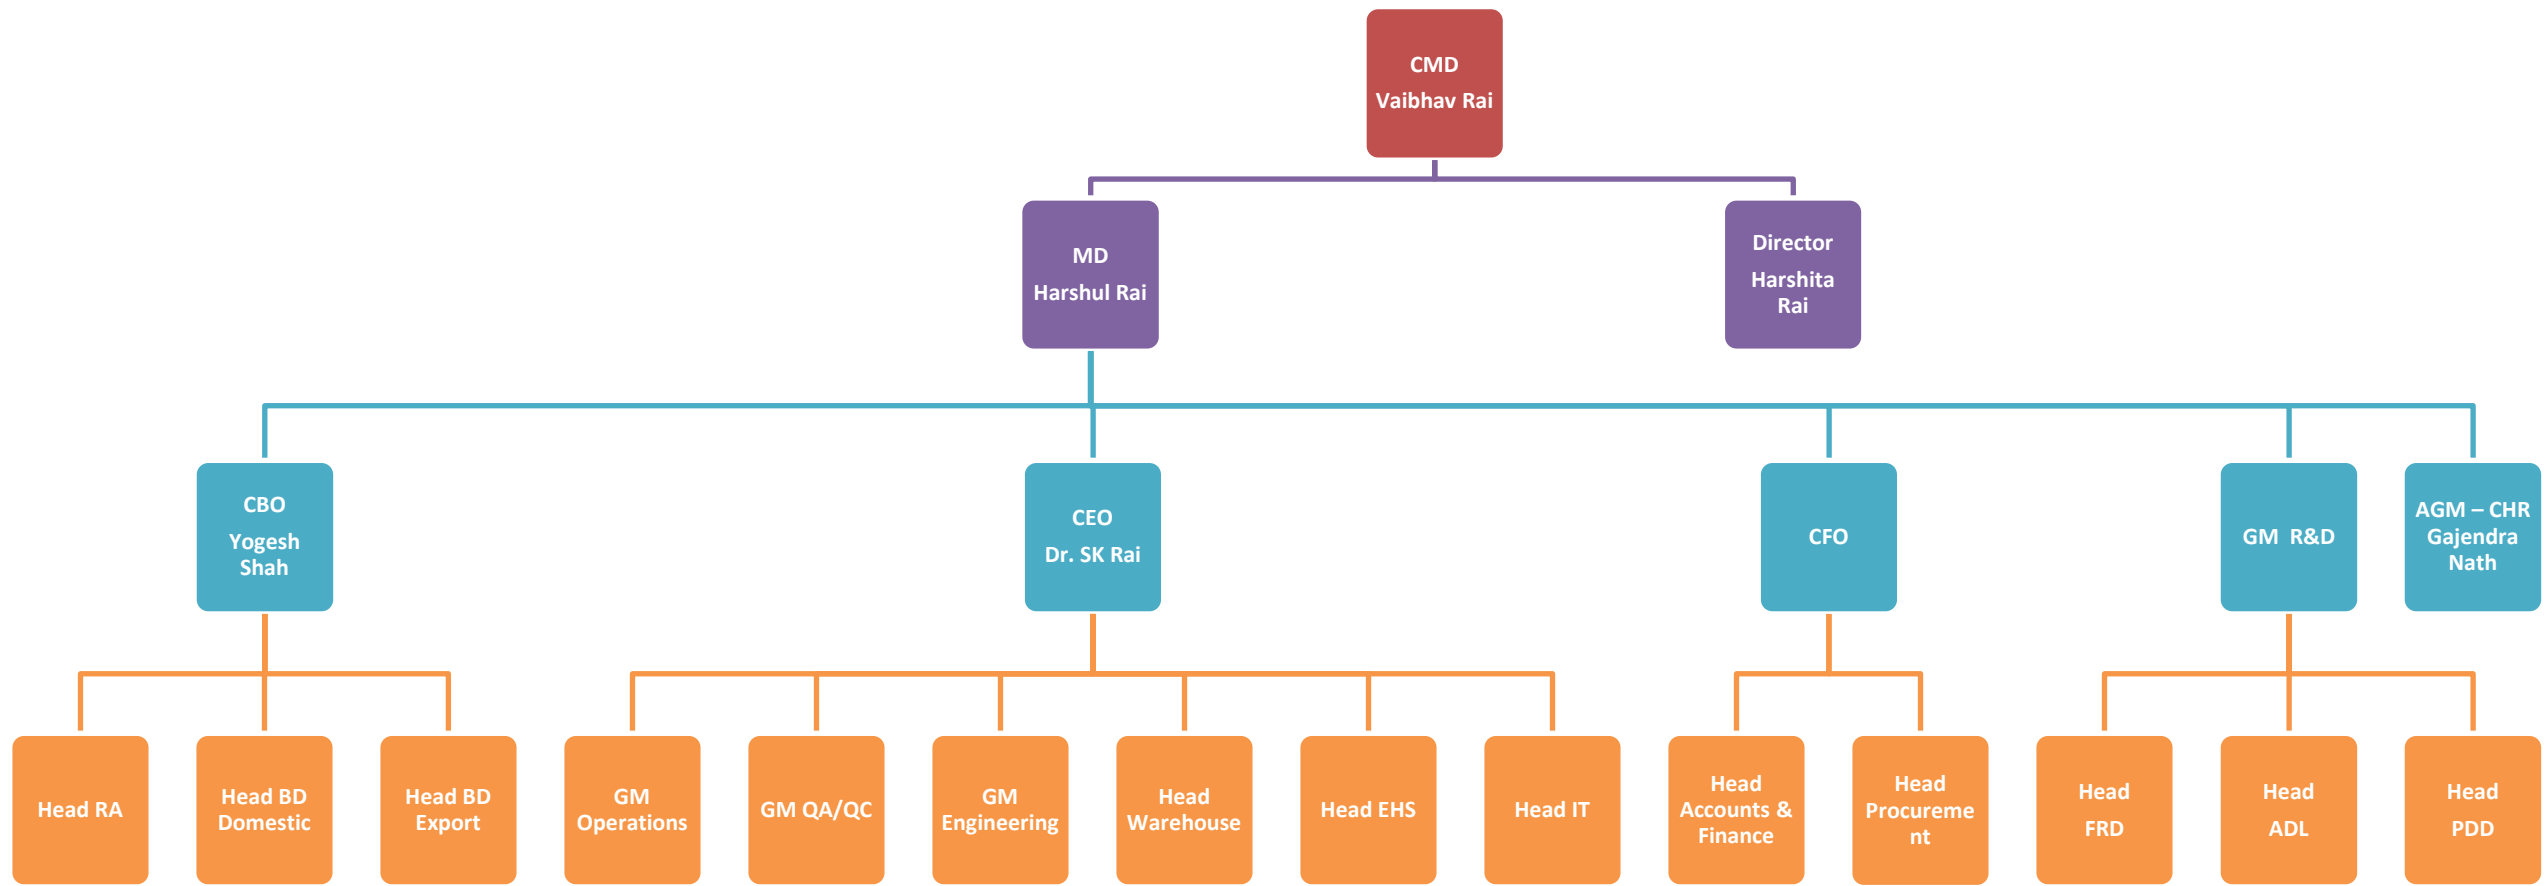 CMD
Vaibhav Rai
MD
Harshul Rai
Director
Harshita
Rai
CBO
Yogesh
Shah
CEO
Dr. SK Rai
CFO
GM  R&D
AGM – CHR
Gajendra
Nath
Head RA
Head BD
Domestic
Head BD
Export
GM
Operations
GM QA/QC
GM
Engineering
Head
Warehouse
Head EHS
Head IT
Head
Accounts &
Finance
Head
Procureme
nt
Head
FRD
Head
ADL
Head
PDD